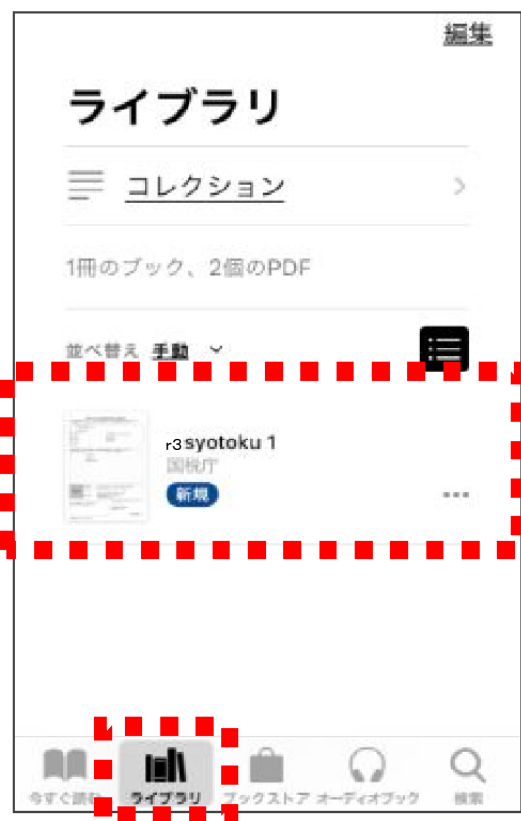 編集
ライブラリ
コレクション
1冊のブック、2個のPDF
並べ替え 手動
r3syotoku 1
国税庁
新規
今すぐ読む ライブラリ ブックストア オーディオブック 検索